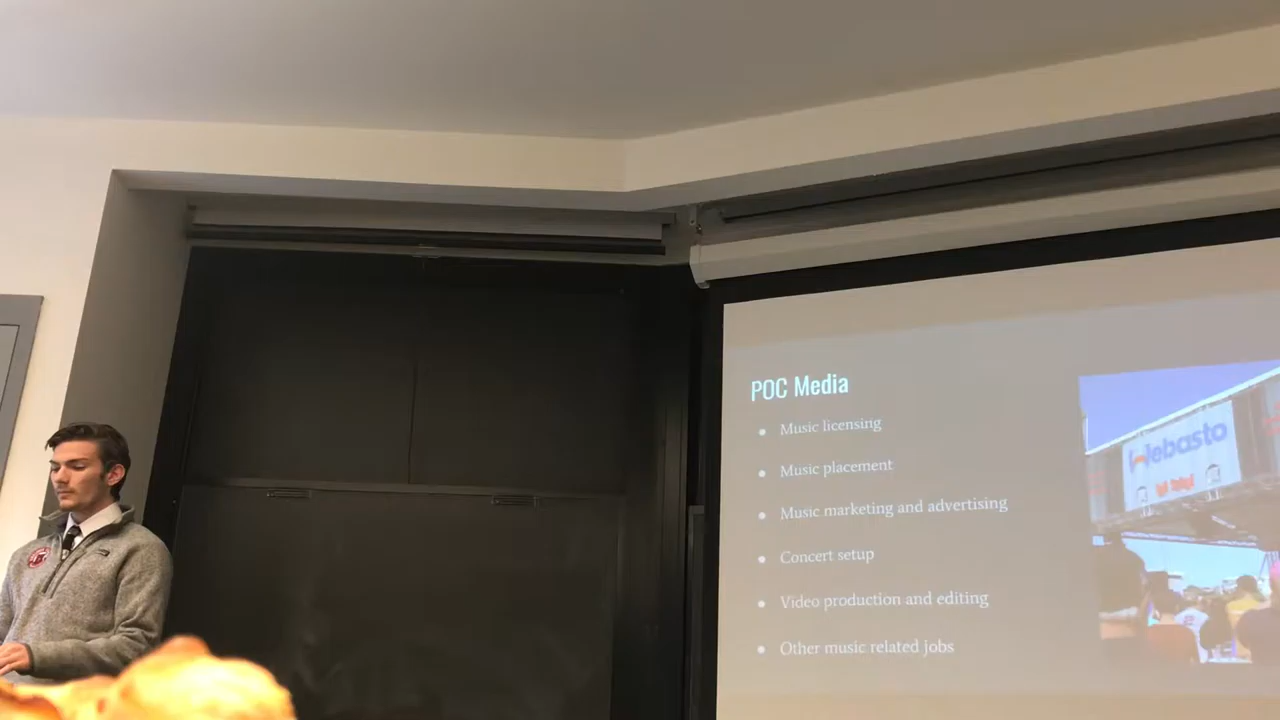 POC Media
Music licensing
Music placement
Music marketing and advertising
Concert setup
Video production and editing
Other music related jobs
Webasto